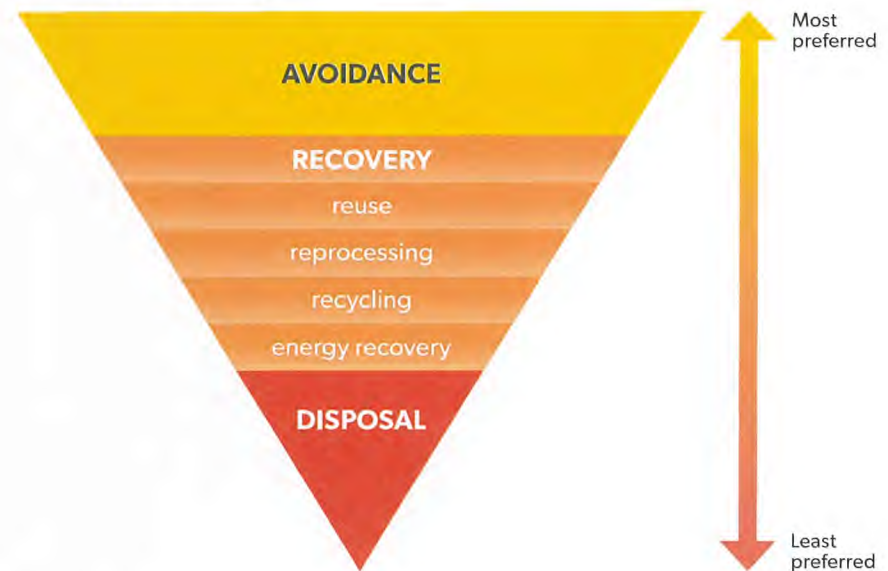 Most
preferred
AVOIDANCE
RECOVERY
reuse
reprocessing
recycling
energy recovery
DISPOSAL
Least
preferred